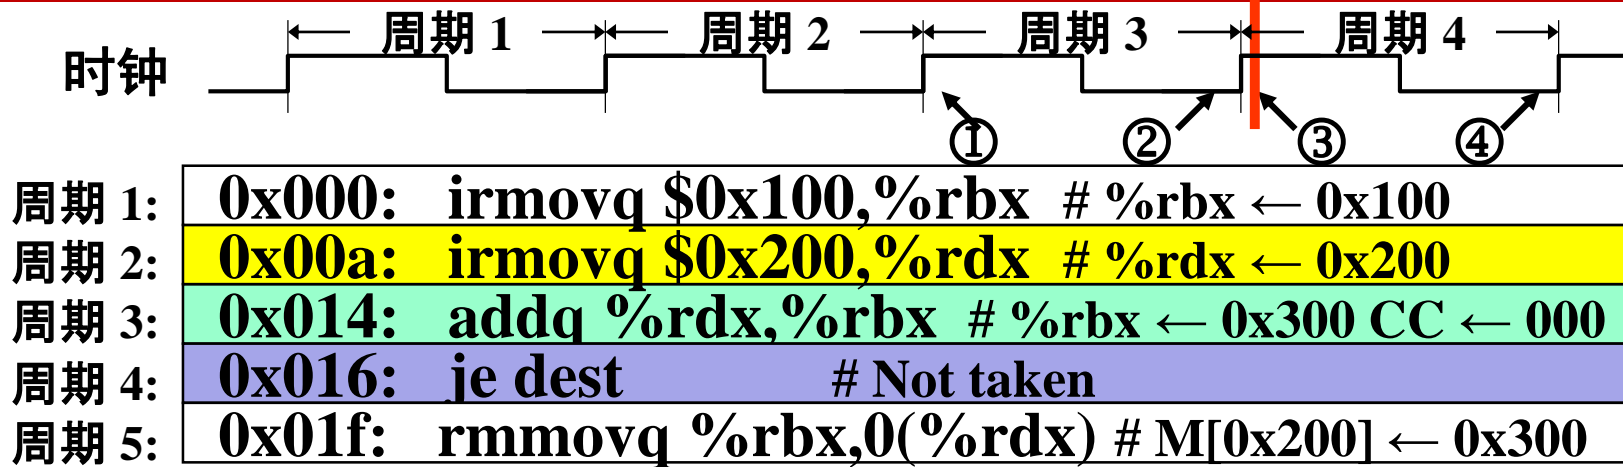 周期 1 周期 2 周期 3 周期 4
时钟
① ② ③ ④
周期 1: 0x000: irmovq $0x100,%rbx # %rbx ← 0x100
周期 2: 0x00a: irmovq $0x200,%rdx # %rdx ← 0x200
周期 3: 0x014: addq %rdx,%rbx # %rbx ← 0x300 CC ← 000
周期 4: 0x016: je dest # Not taken
周期 5: 0x01f: rmmovq %rbx,0(%rdx) # M[0x200] ← 0x300